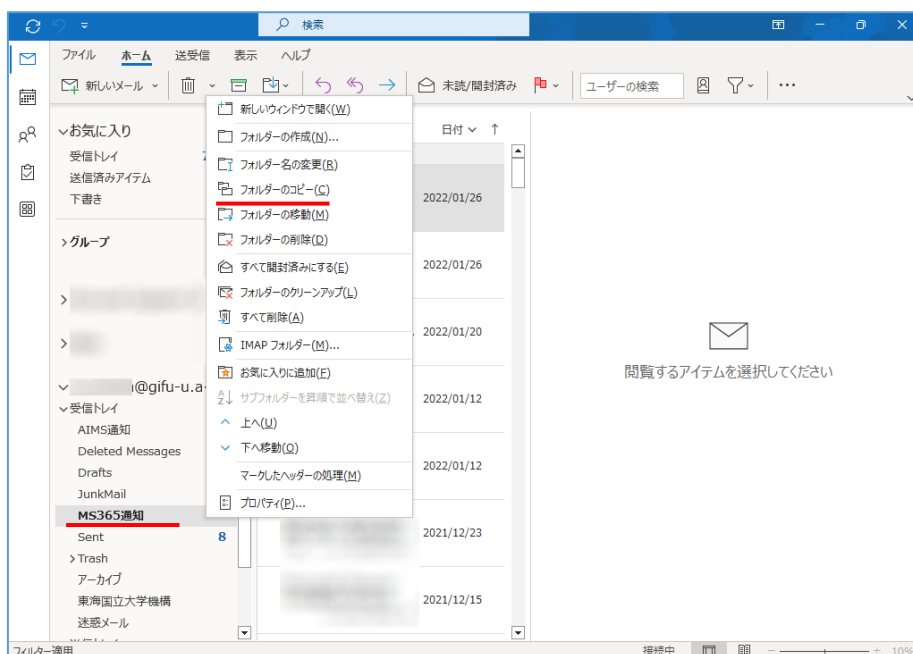 検索
ファイル ホーム 送受信 表示 ヘルプ
新しいメール 未読/開封済み ユーザーの検索 ...
お気に入り
受信トレイ
送信済みアイテム
下書き
グループ
@gifu-u.a
受信トレイ
AIMS通知
Deleted Messages
Drafts
JunkMail
MS365通知
Sent 8
Trash
アーカイブ
東海国立大学機構
迷惑メール
新しいウィンドウで開く(W)
フォルダーの作成(N)...
フォルダー名の変更(R)
フォルダーのコピー(C)
フォルダーの移動(M)
フォルダーの削除(D)
すべて開封済みにする(E)
フォルダーのクリーンアップ(L)
すべて削除(A)
IMAP フォルダー(M)...
お気に入りに追加(F)
サブフォルダーを昇順で並べ替え(Z)
上へ(U)
下へ移動(O)
マークしたヘッダーの処理(M)
プロパティ(P)...
日付
2022/01/26
2022/01/26
2022/01/20
2022/01/12
2022/01/12
2021/12/23
2021/12/15
閲覧するアイテムを選択してください
フィルター適用
接続中
10%